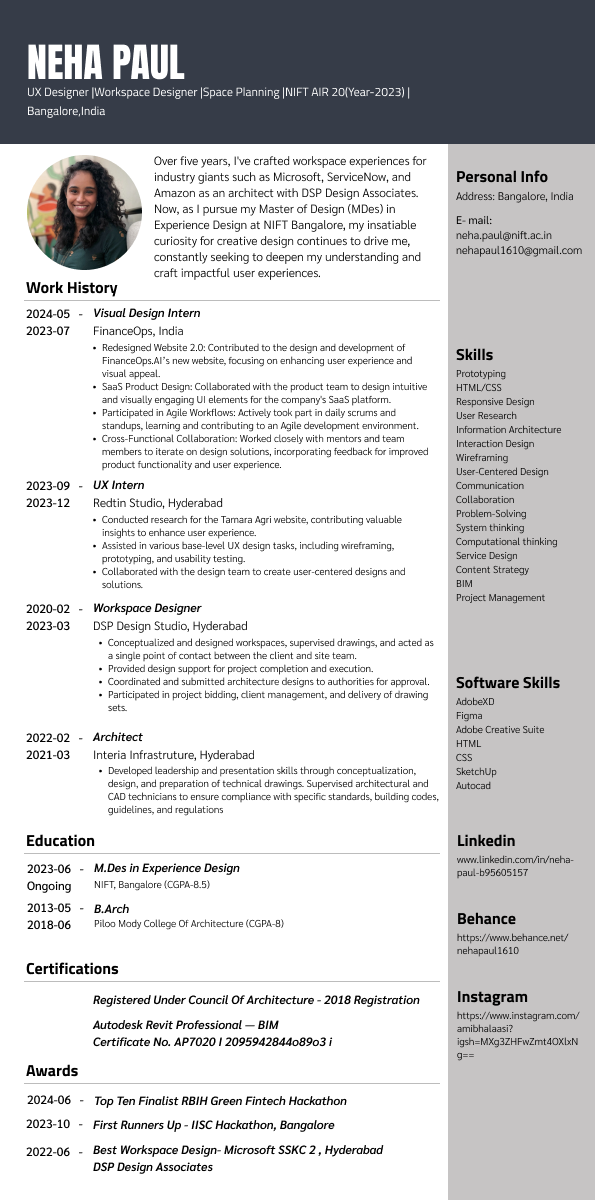 NEHA PAUL
UX Designer |Workspace Designer |Space Planning |NIFT AIR 20(Year-2023) |
Bangalore,India
Over five years, I've crafted workspace experiences for
industry giants such as Microsoft, ServiceNow, and
Amazon as an architect with DSP Design Associates.
Now, as I pursue my Master of Design (MDes) in
Experience Design at NIFT Bangalore, my insatiable
curiosity for creative design continues to drive me,
constantly seeking to deepen my understanding and
craft impactful user experiences.
Work History
2024-05 - Visual Design Intern
2023-07 FinanceOps, India
• Redesigned Website 2.0: Contributed to the design and development of
FinanceOps.AI's new website, focusing on enhancing user experience and
visual appeal.
• SaaS Product Design: Collaborated with the product team to design intuitive
and visually engaging UI elements for the company's SaaS platform.
• Participated in Agile Workflows: Actively took part in daily scrums and
standups, learning and contributing to an Agile development environment.
• Cross-Functional Collaboration: Worked closely with mentors and team
members to iterate on design solutions, incorporating feedback for improved
product functionality and user experience.
2023-09 - UX Intern
2023-12 Redtin Studio, Hyderabad
• Conducted research for the Tamara Agri website, contributing valuable
insights to enhance user experience.
• Assisted in various base-level UX design tasks, including wireframing,
prototyping, and usability testing.
• Collaborated with the design team to create user-centered designs and
solutions.
2020-02 - Workspace Designer
2023-03 DSP Design Studio, Hyderabad
• Conceptualized and designed workspaces, supervised drawings, and acted as
a single point of contact between the client and site team.
• Provided design support for project completion and execution.
• Coordinated and submitted architecture designs to authorities for approval.
• Participated in project bidding, client management, and delivery of drawing
sets.
2022-02 - Architect
2021-03 Interia Infrastruture, Hyderabad
• Developed leadership and presentation skills through conceptualization,
design, and preparation of technical drawings. Supervised architectural and
CAD technicians to ensure compliance with specific standards, building codes,
guidelines, and regulations
Education
2023-06 - M.Des in Experience Design
Ongoing NIFT, Bangalore (CGPA-8.5)
2013-05 - B.Arch
2018-06 Piloo Mody College Of Architecture (CGPA-8)
Certifications
Registered Under Council Of Architecture - 2018 Registration
Autodesk Revit Professional — BIM
Certificate No. AP7020 I 2095942844o89o3 i
Awards
2024-06 - Top Ten Finalist RBIH Green Fintech Hackathon
2023-10 - First Runners Up - IISC Hackathon, Bangalore
2022-06 - Best Workspace Design- Microsoft SSKC 2 , Hyderabad
DSP Design Associates
Personal Info
Address: Bangalore, India
E- mail:
neha.paul@nift.ac.in
nehapaul1610@gmail.com
Skills
Prototyping
HTML/CSS
Responsive Design
User Research
Information Architecture
Interaction Design
Wireframing
User-Centered Design
Communication
Collaboration
Problem-Solving
System thinking
Computational thinking
Service Design
Content Strategy
BIM
Project Management
Software Skills
AdobeXD
Figma
Adobe Creative Suite
HTML
CSS
SketchUp
Autocad
Linkedin
www.linkedin.com/in/neha-
paul-b95605157
Behance
https://www.behance.net/
nehapaul1610
Instagram
https://www.instagram.com/
amibhalaasi?
igsh=MXg3ZHFwZmt4OXlxN
g==